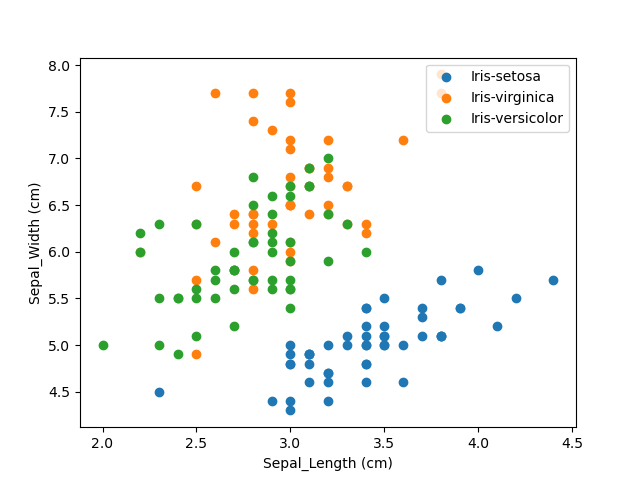 8.0
7.5
7.0
6.5
6.0
5.5
5.0
4.5
Sepal_Width (cm)
Iris-setosa
Iris-virginica
Iris-versicolor
2.0 2.5 3.0 3.5 4.0 4.5
Sepal_Length (cm)